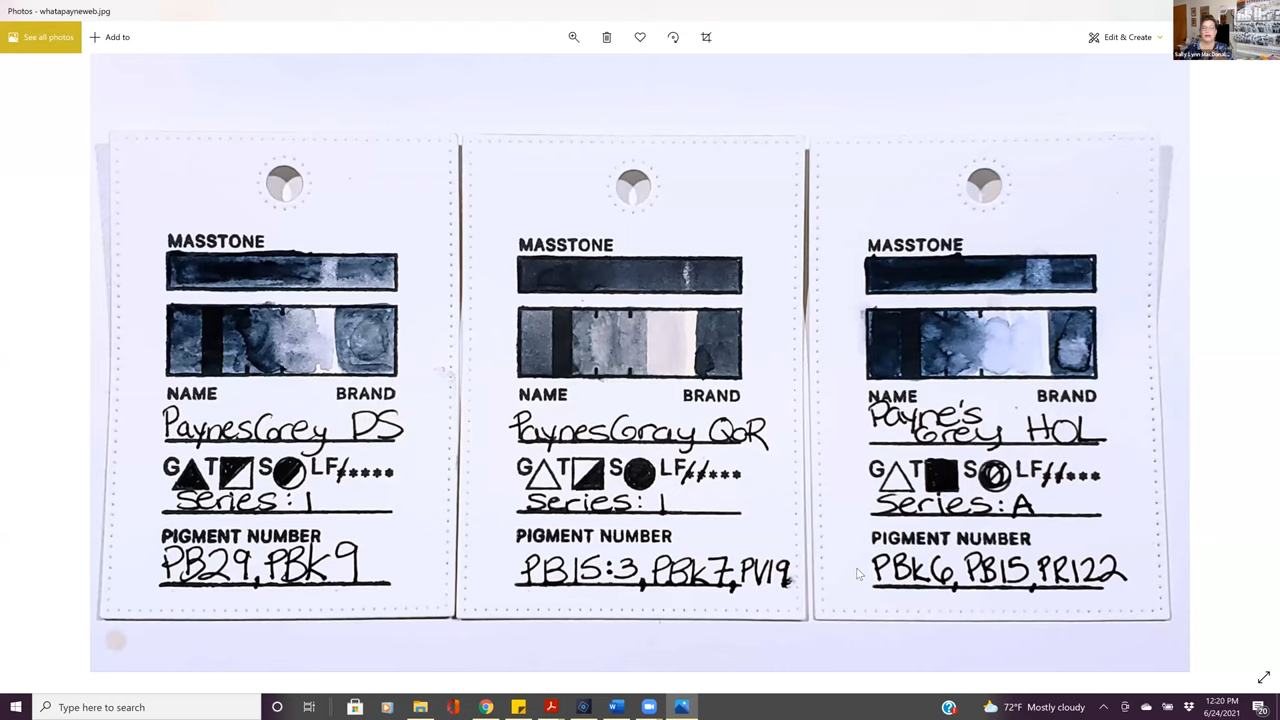 Photos - whatapayneweb.jpg
See all photos
Add to
Edit & Create
MASSTONE
NAME BRAND
PaynesGrey DS
G T S LF/*****
Series: 1
PIGMENT NUMBER
PB29, PBk9
MASSTONE
NAME BRAND
PaynesGray QoR
G T S LF//***
Series: 1
PIGMENT NUMBER
PB15:3, PBk7, PV19
MASSTONE
NAME BRAND
Payne's
Grey HOL
G T S LF//***
Series: A
PIGMENT NUMBER
PBk6, PB15, PR122
Type here to search
72°F Mostly cloudy
12:20 PM
6/24/2021
20